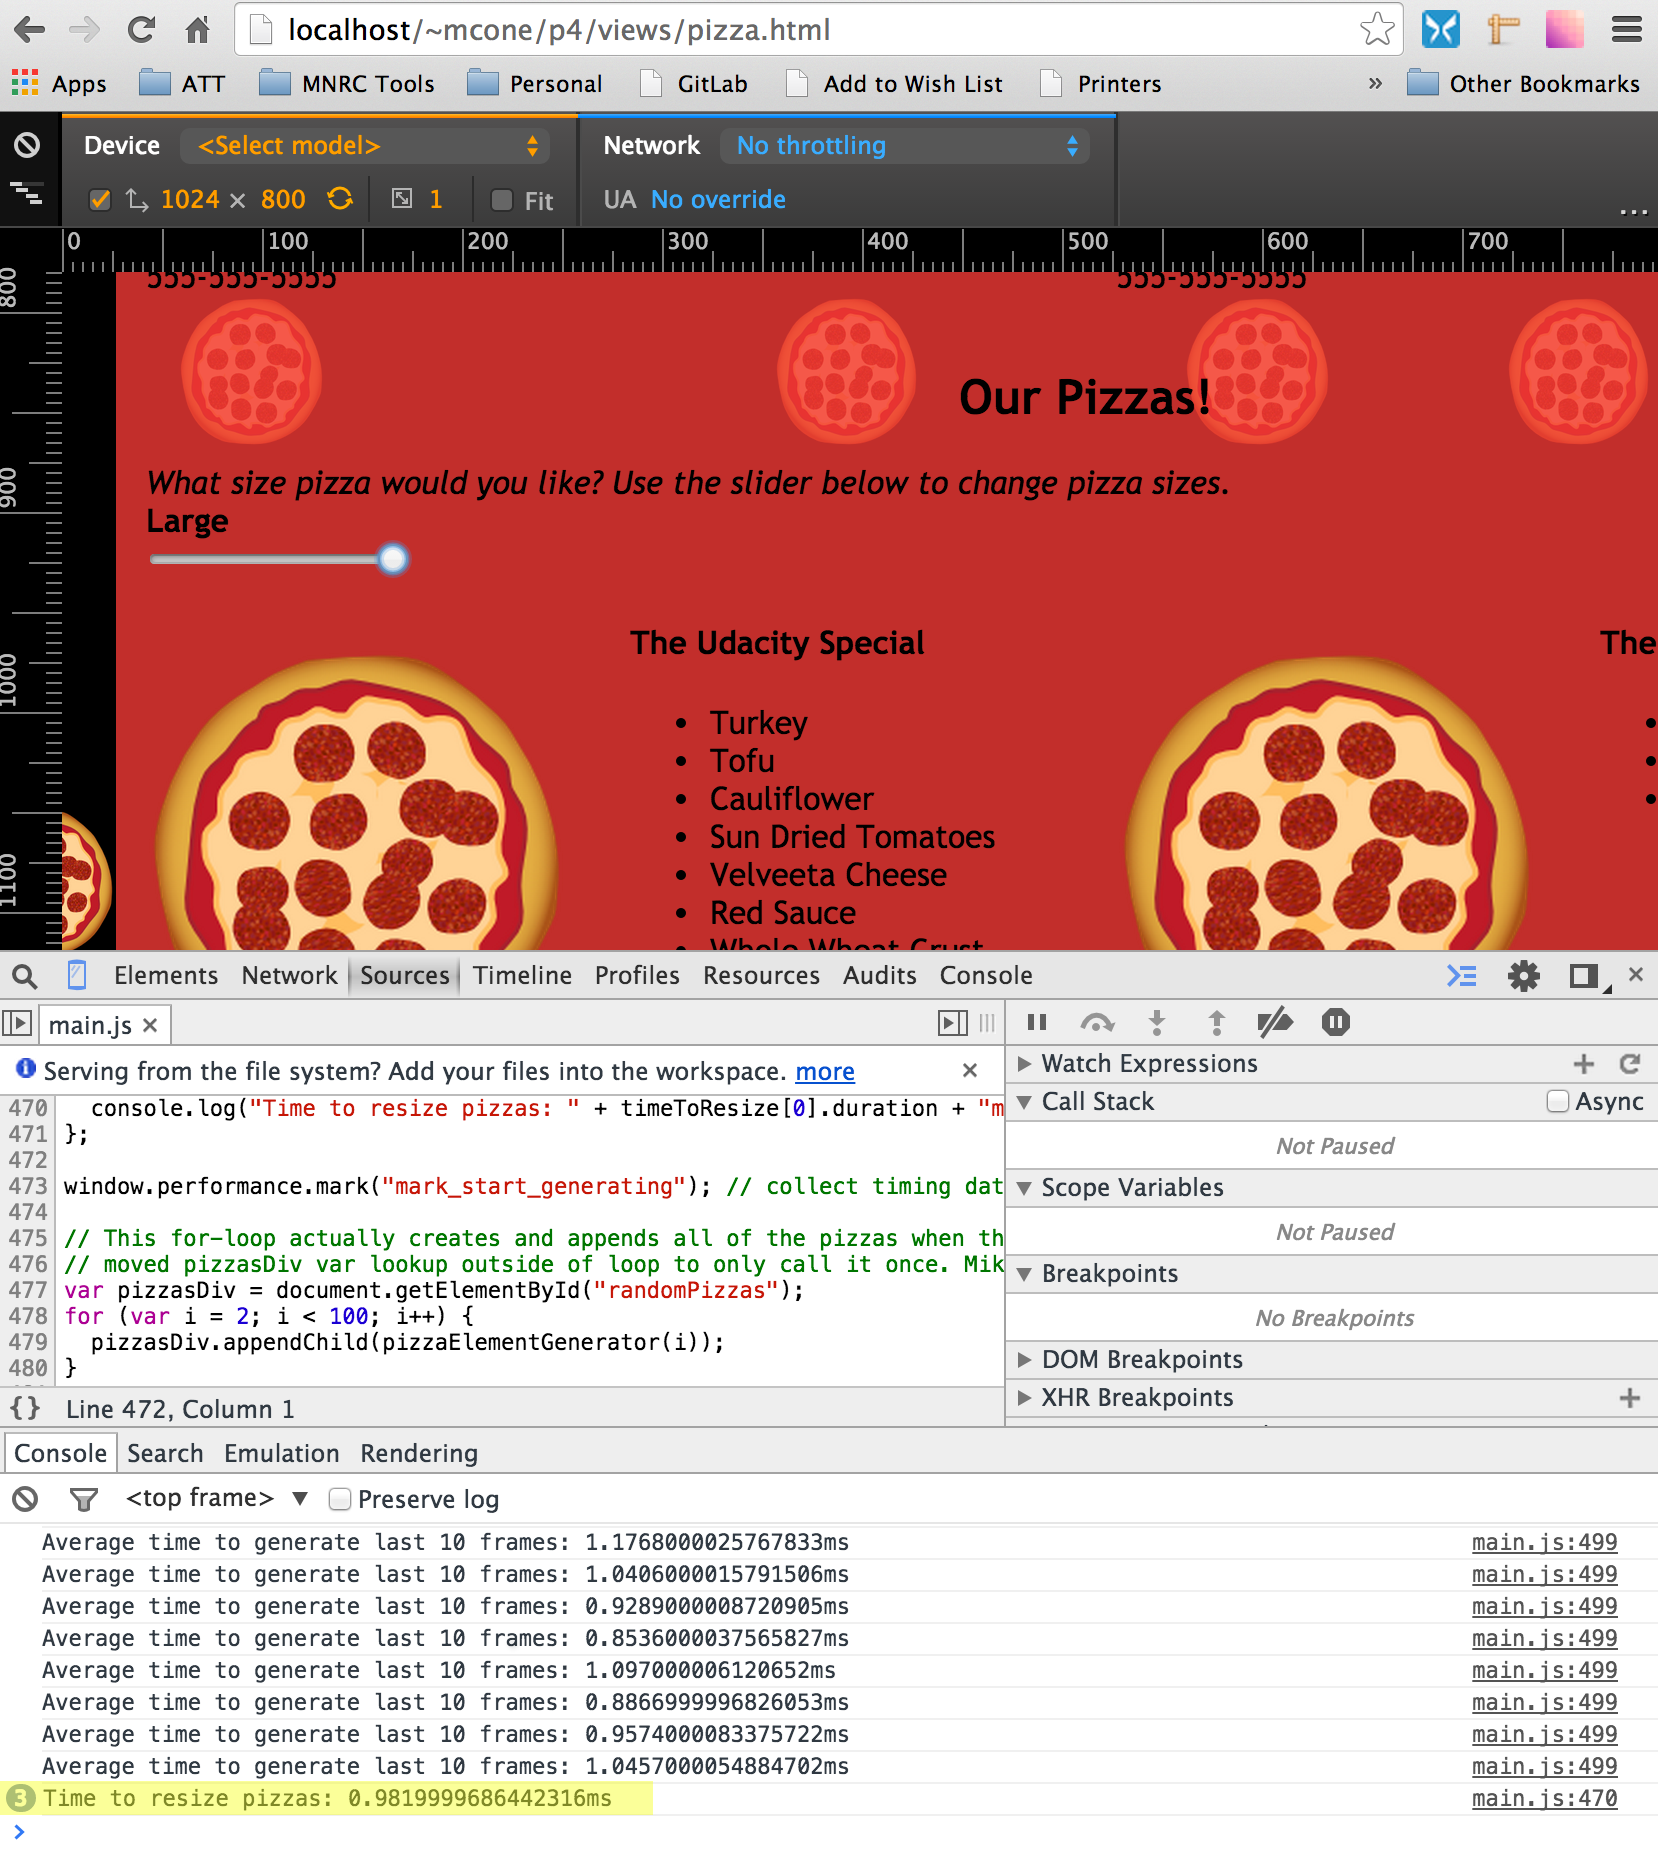 localhost/~mcone/p4/views/pizza.html
Apps ATT MNRC Tools Personal GitLab Add to Wish List Printers » Other Bookmarks
Device <Select model> Network No throttling
1024 × 800 1 Fit UA No override ...
0 100 200 300 400 500 600 700
800
900
1000
1100
555-555-5555 555-555-5555
Our Pizzas!
What size pizza would you like? Use the slider below to change pizza sizes.
Large
The Udacity Special The
• Turkey
• Tofu
• Cauliflower
• Sun Dried Tomatoes
• Velveeta Cheese
• Red Sauce
• Whole Wheat Crust
Elements Network Sources Timeline Profiles Resources Audits Console
main.js ×
Serving from the file system? Add your files into the workspace. more ×
470 console.log("Time to resize pizzas: " + timeToResize[0].duration + "m
471 };
472
473 window.performance.mark("mark_start_generating"); // collect timing dat
474
475 // This for-loop actually creates and appends all of the pizzas when th
476 // moved pizzasDiv var lookup outside of loop to only call it once. Mik
477 var pizzasDiv = document.getElementById("randomPizzas");
478 for (var i = 2; i < 100; i++) {
479 pizzasDiv.appendChild(pizzaElementGenerator(i));
480 }
{} Line 472, Column 1
Watch Expressions
Call Stack Async
Not Paused
Scope Variables
Not Paused
Breakpoints
No Breakpoints
DOM Breakpoints
XHR Breakpoints
Console Search Emulation Rendering
<top frame> ▼ Preserve log
Average time to generate last 10 frames: 1.1768000025767833ms main.js:499
Average time to generate last 10 frames: 1.0406000015791506ms main.js:499
Average time to generate last 10 frames: 0.9289000008720905ms main.js:499
Average time to generate last 10 frames: 0.8536000037565827ms main.js:499
Average time to generate last 10 frames: 1.097000006120652ms main.js:499
Average time to generate last 10 frames: 0.8866999996826053ms main.js:499
Average time to generate last 10 frames: 0.9574000083375722ms main.js:499
Average time to generate last 10 frames: 1.0457000054884702ms main.js:499
3 Time to resize pizzas: 0.9819999686442316ms main.js:470
>